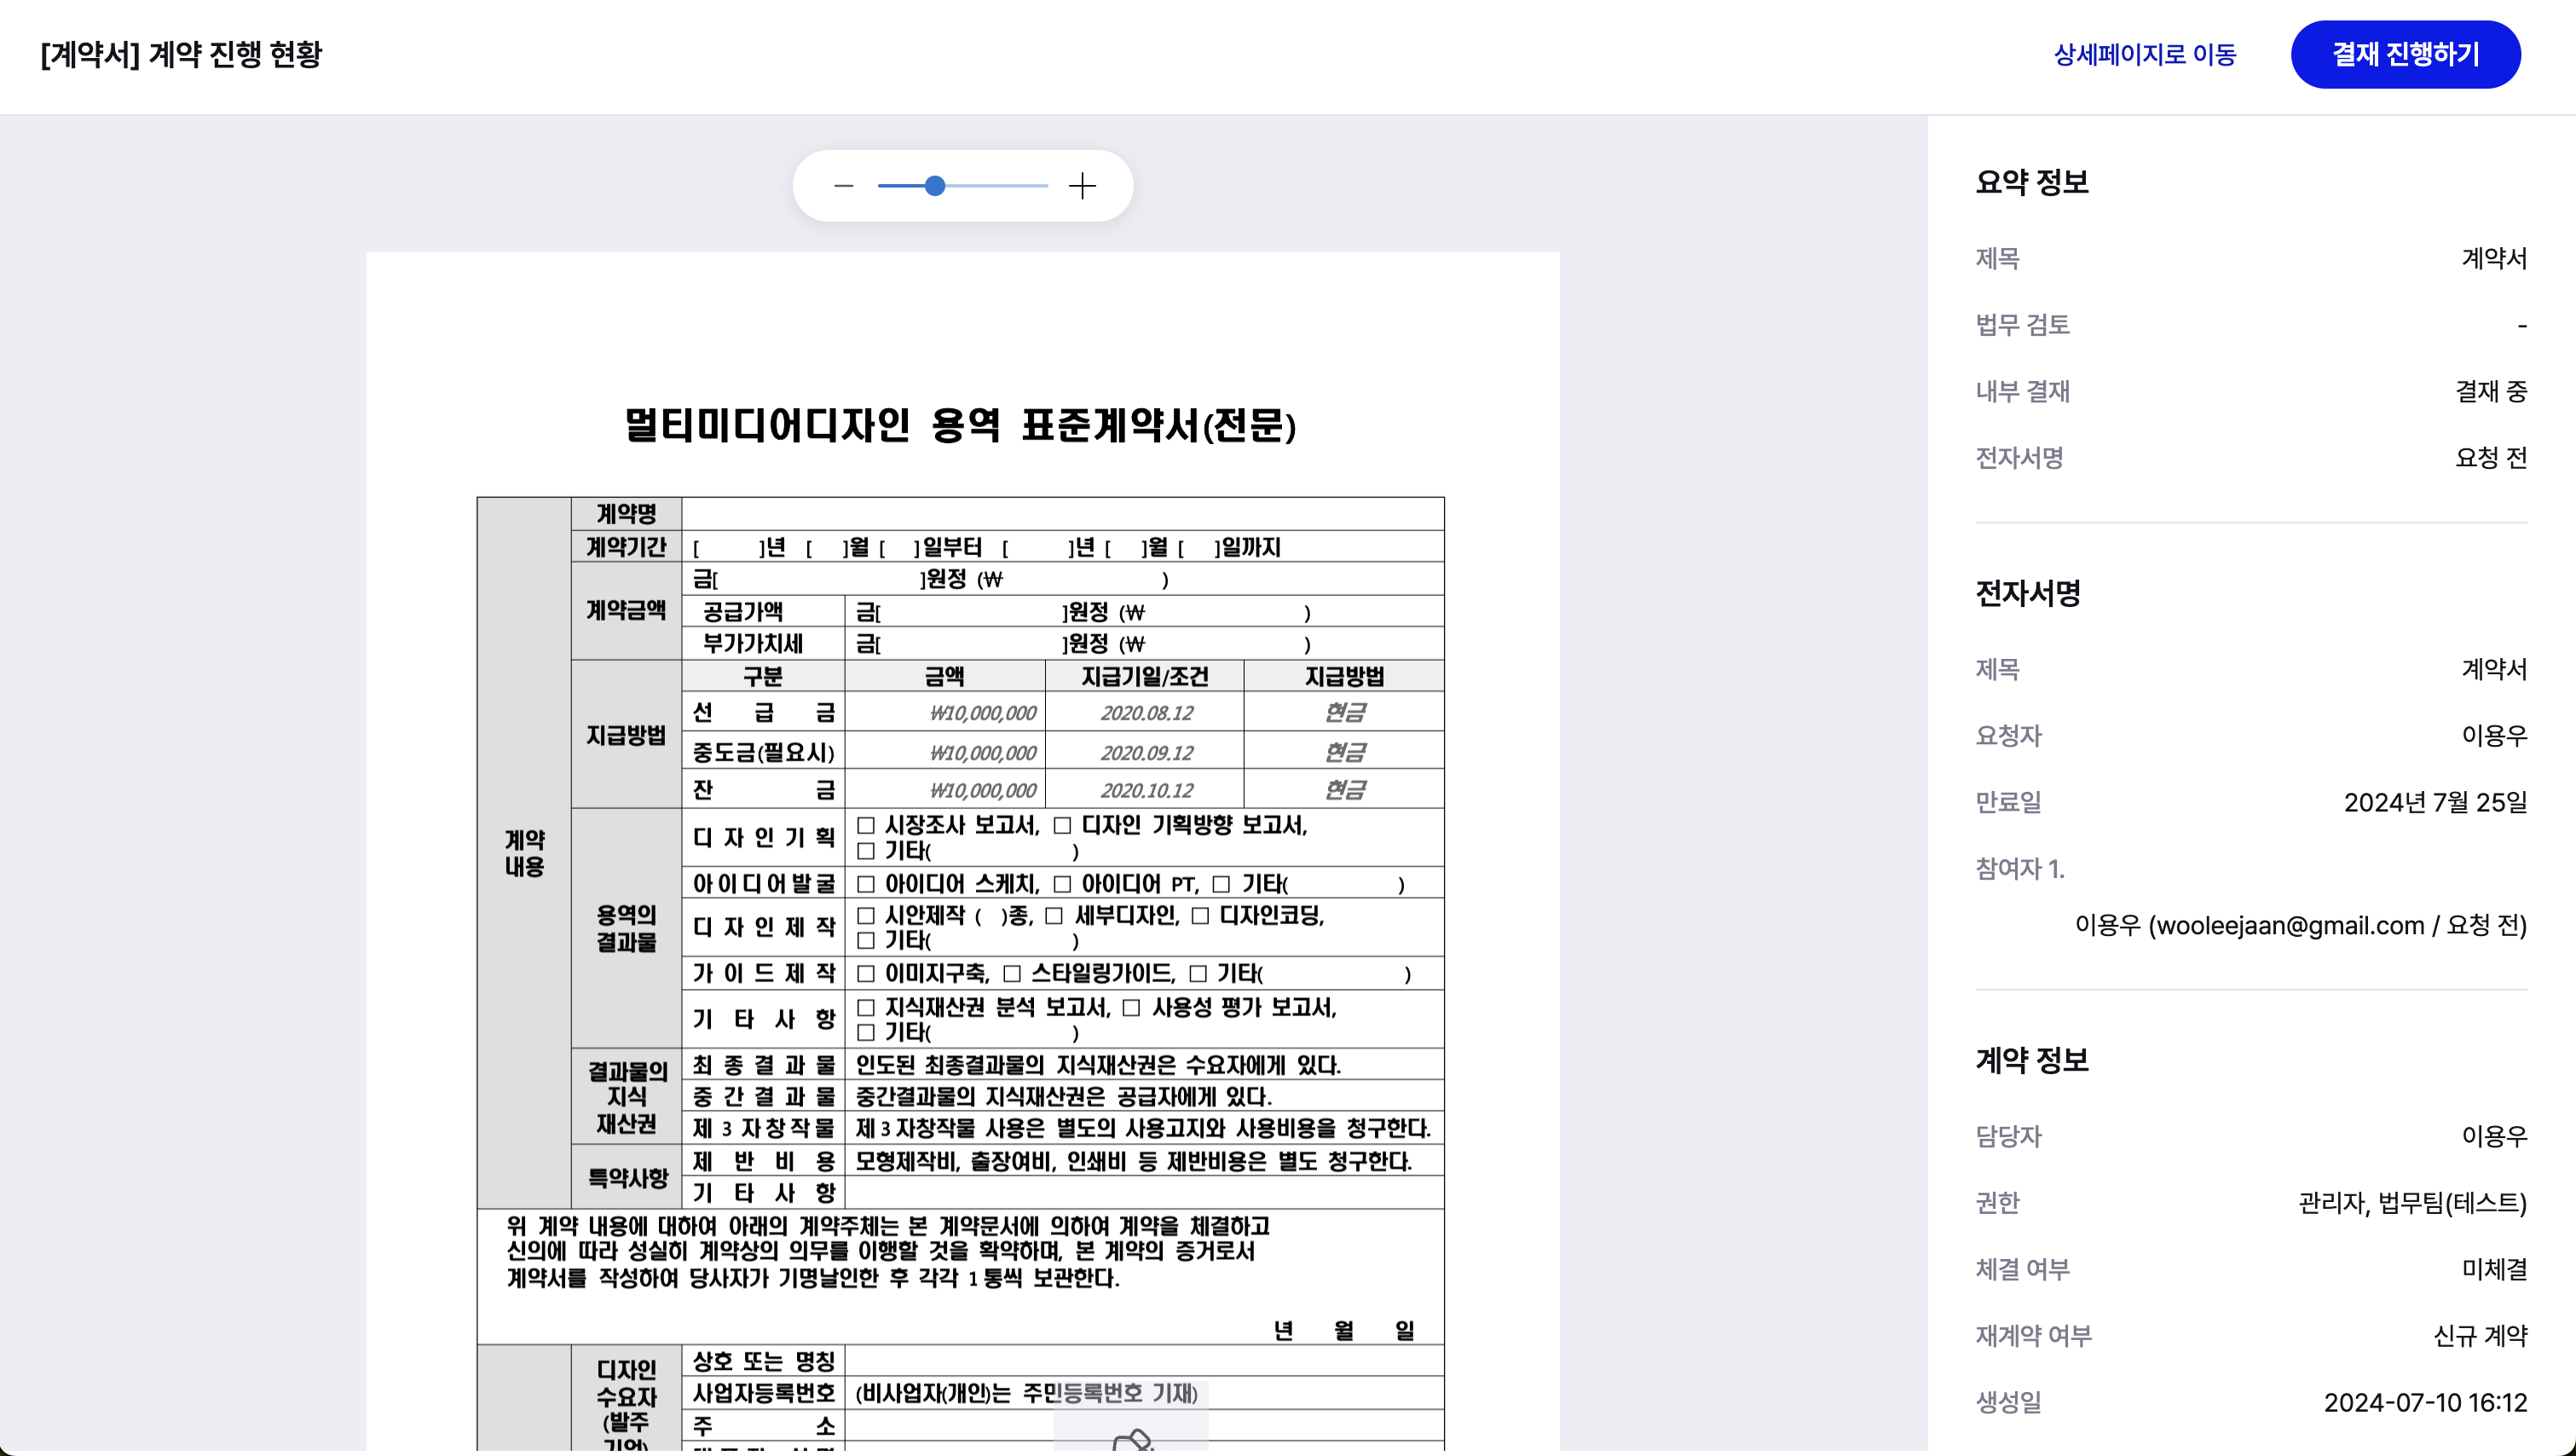 [계약서] 계약 진행 현황
상세페이지로 이동
결재 진행하기
멀티미디어디자인 용역 표준계약서(전문)
계약 내용
계약명
계약기간 [ ]년 [ ]월 [ ]일부터 [ ]년 [ ]월 [ ]일까지
계약금액
금[ ]원정 (₩ )
공급가액 금[ ]원정 (₩ )
부가가치세 금[ ]원정 (₩ )
지급방법
구분 금액 지급기일/조건 지급방법
선 급 금 ₩10,000,000 2020.08.12 현금
중도금(필요시) ₩10,000,000 2020.09.12 현금
잔 금 ₩10,000,000 2020.10.12 현금
용역의 결과물
디 자 인 기 획 □ 시장조사 보고서, □ 디자인 기획방향 보고서,
□ 기타( )
아이디어발굴 □ 아이디어 스케치, □ 아이디어 PT, □ 기타( )
디 자 인 제 작 □ 시안제작 ( )종, □ 세부디자인, □ 디자인코딩,
□ 기타( )
가 이 드 제 작 □ 이미지구축, □ 스타일링가이드, □ 기타( )
기 타 사 항 □ 지식재산권 분석 보고서, □ 사용성 평가 보고서,
□ 기타( )
결과물의 지식 재산권
최 종 결 과 물 인도된 최종결과물의 지식재산권은 수요자에게 있다.
중 간 결 과 물 중간결과물의 지식재산권은 공급자에게 있다.
제 3 자창작물 제3자창작물 사용은 별도의 사용고지와 사용비용을 청구한다.
특약사항
제 반 비 용 모형제작비, 출장여비, 인쇄비 등 제반비용은 별도 청구한다.
기 타 사 항
위 계약 내용에 대하여 아래의 계약주체는 본 계약문서에 의하여 계약을 체결하고
신의에 따라 성실히 계약상의 의무를 이행할 것을 확약하며, 본 계약의 증거로서
계약서를 작성하여 당사자가 기명날인한 후 각각 1통씩 보관한다.
년 월 일
디자인
수요자
(발주
상호 또는 명칭
사업자등록번호 (비사업자(개인)는 주민등록번호 기재)
주 소
요약 정보
제목 계약서
법무 검토 -
내부 결재 결재 중
전자서명 요청 전
전자서명
제목 계약서
요청자 이용우
만료일 2024년 7월 25일
참여자 1.
이용우 (wooleejaan@gmail.com / 요청 전)
계약 정보
담당자 이용우
권한 관리자, 법무팀(테스트)
체결 여부 미체결
재계약 여부 신규 계약
생성일 2024-07-10 16:12